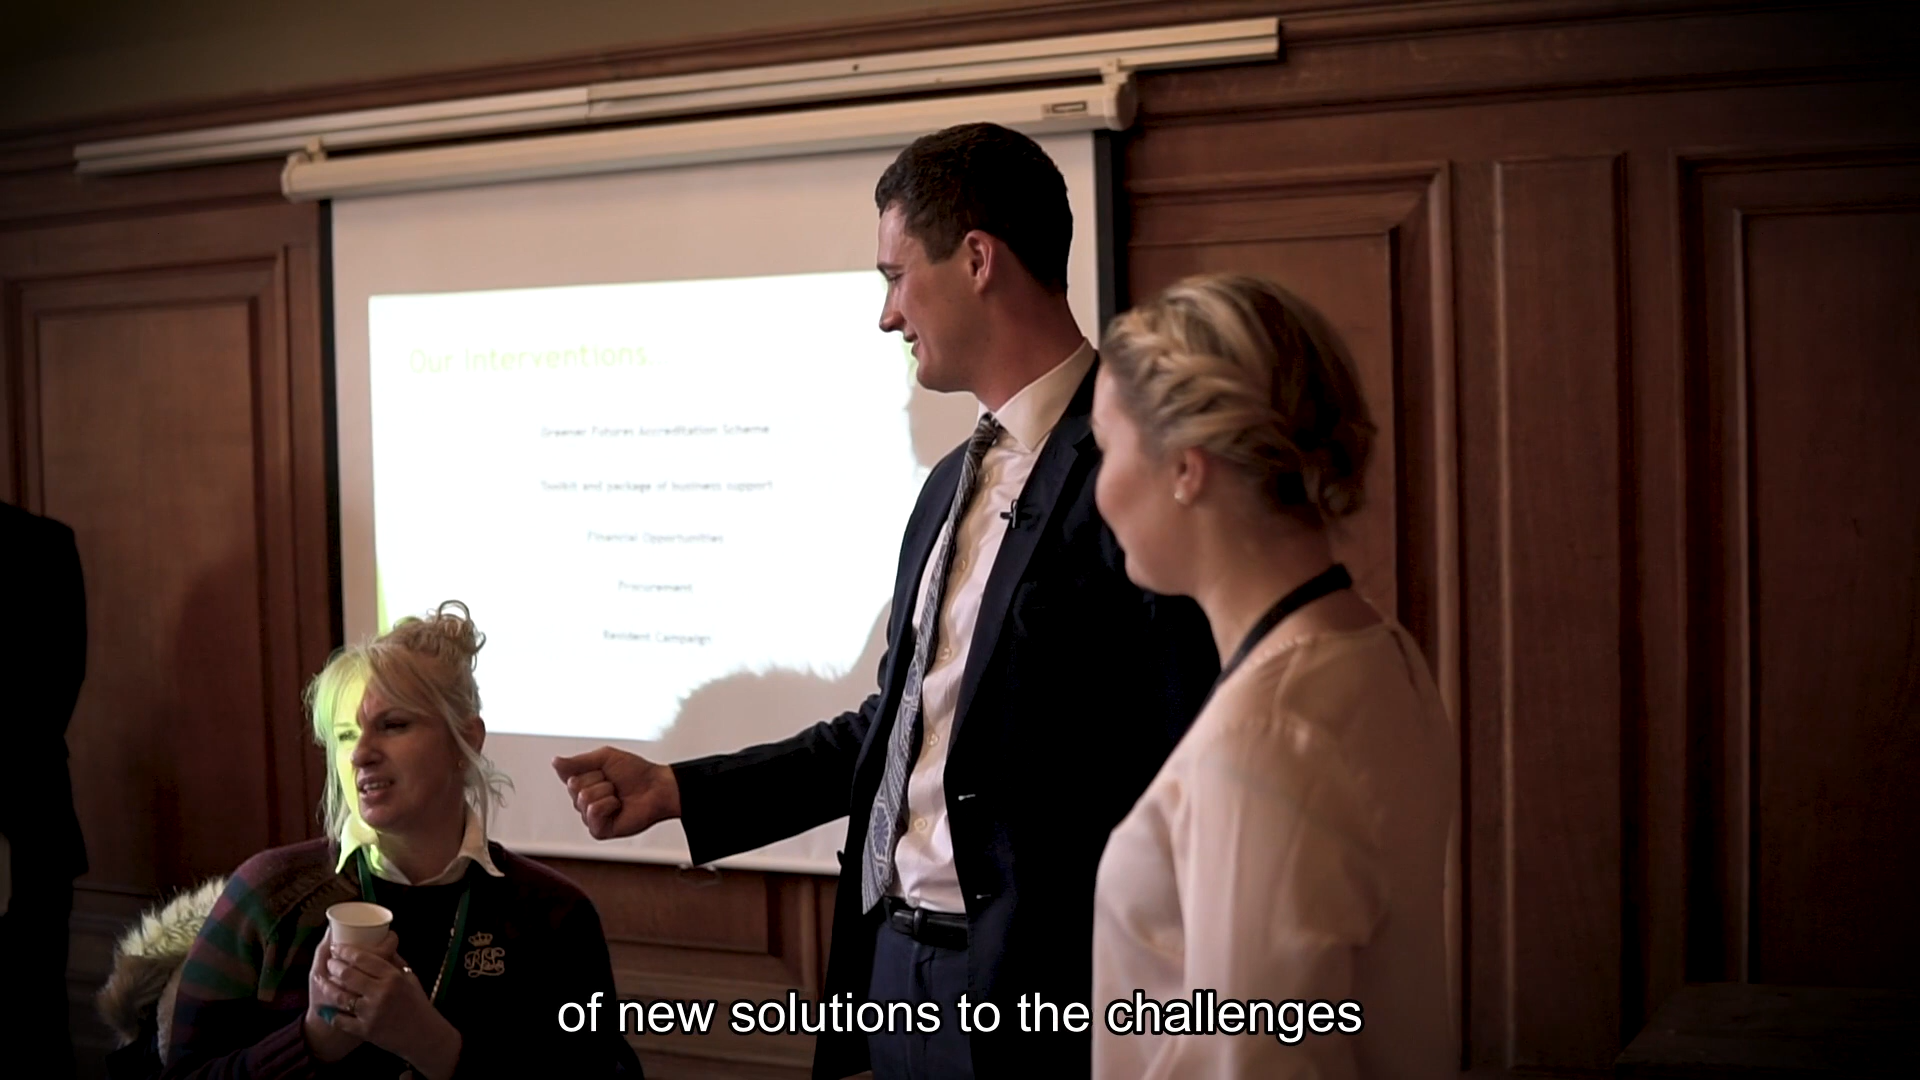 Our Interventions..
Greener Futures Accreditation Scheme
Toolkit and package of business support
Financial Opportunities
Procurement
Resident Campaign
of new solutions to the challenges